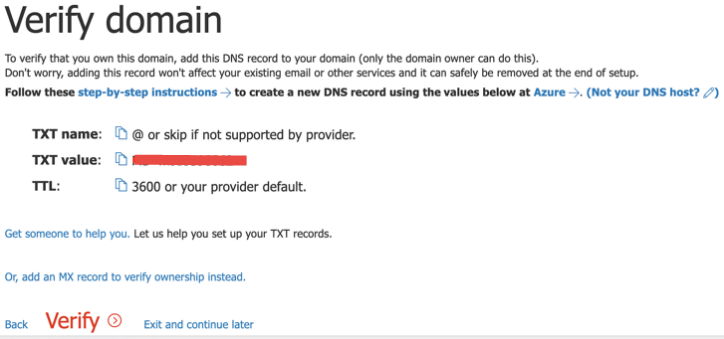 Verify domain
To verify that you own this domain, add this DNS record to your domain (only the domain owner can do this).
Don't worry, adding this record won't affect your existing email or other services and it can safely be removed at the end of setup.
Follow these step-by-step instructions → to create a new DNS record using the values below at Azure →. (Not your DNS host? )
TXT name: @ or skip if not supported by provider.
TXT value:
TTL: 3600 or your provider default.
Get someone to help you. Let us help you set up your TXT records.
Or, add an MX record to verify ownership instead.
Back Verify Exit and continue later